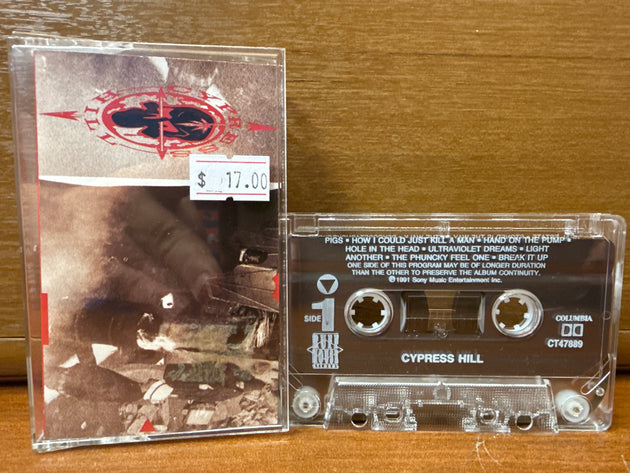 CYPRESS HILL
$ 17.00
PIGS • HOW I COULD JUST KILL A MAN • HAND ON THE PUMP •
HOLE IN THE HEAD • ULTRAVIOLET DREAMS • LIGHT
ANOTHER • THE PHUNCKY FEEL ONE • BREAK IT UP
ONE SIDE OF THIS PROGRAM MAY BE OF LONGER DURATION
THAN THE OTHER TO PRESERVE THE ALBUM CONTINUITY.
℗1991 Sony Music Entertainment Inc.
SIDE 1
COLUMBIA
CT47889
CYPRESS HILL